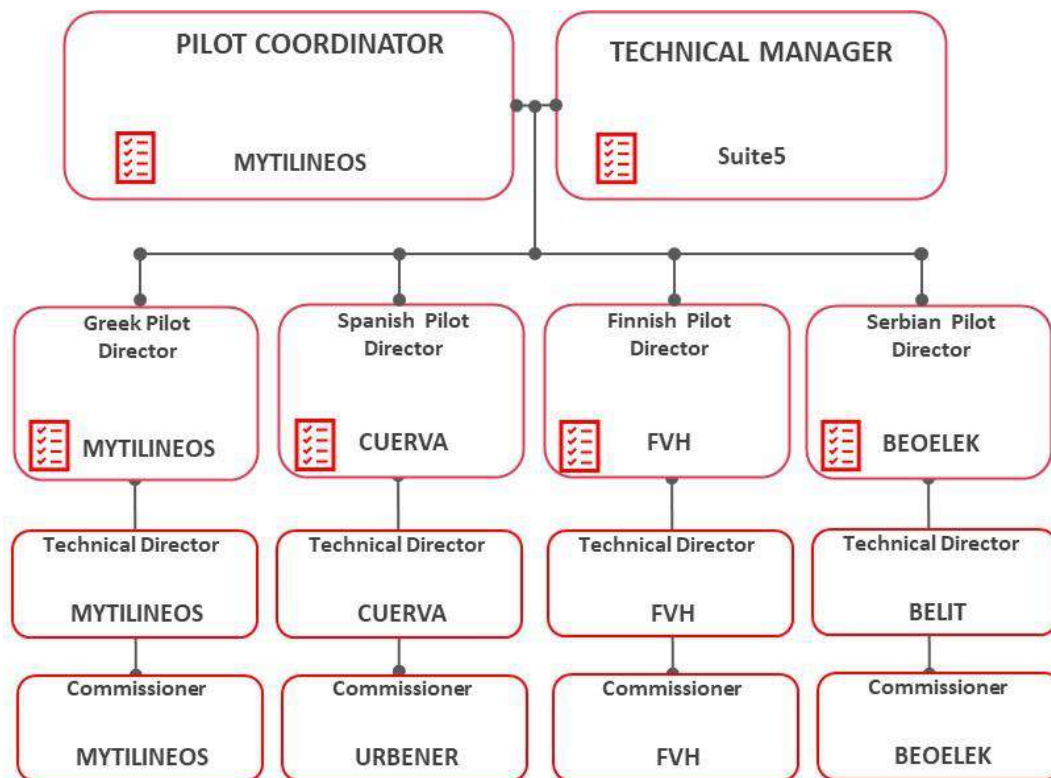 PILOT COORDINATOR
MYTILINEOS
TECHNICAL MANAGER
Suite5
Greek Pilot
Director
MYTILINEOS
Spanish Pilot
Director
CUERVA
Finnish Pilot
Director
FVH
Serbian Pilot
Director
BEOELEK
Technical Director
MYTILINEOS
Technical Director
CUERVA
Technical Director
FVH
Technical Director
BELIT
Commissioner
MYTILINEOS
Commissioner
URBENER
Commissioner
FVH
Commissioner
BEOELEK